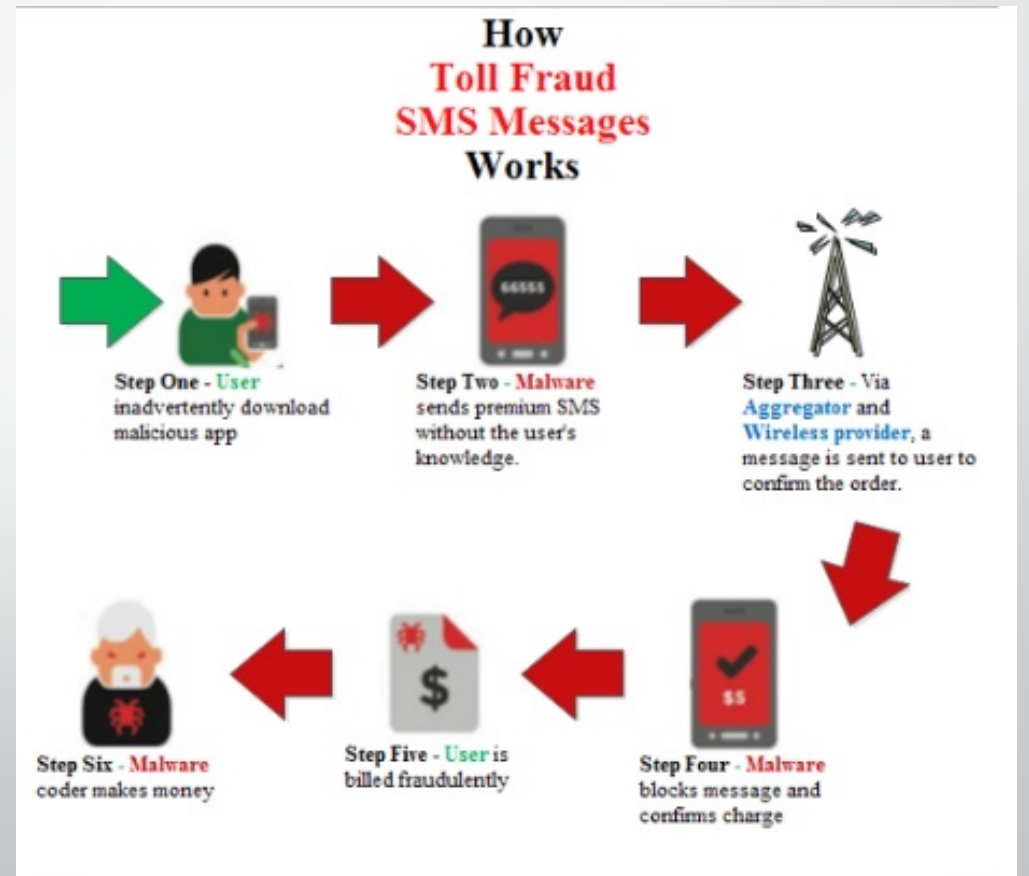 How
Toll Fraud
SMS Messages
Works
66555
Step One - User
inadvertently download
malicious app
Step Two - Malware
sends premium SMS
without the user's
knowledge.
Step Three - Via
Aggregator and
Wireless provider, a
message is sent to user to
confirm the order.
$5
Step Four - Malware
blocks message and
confirms charge
$
Step Five - User is
billed fraudulently
Step Six - Malware
coder makes money